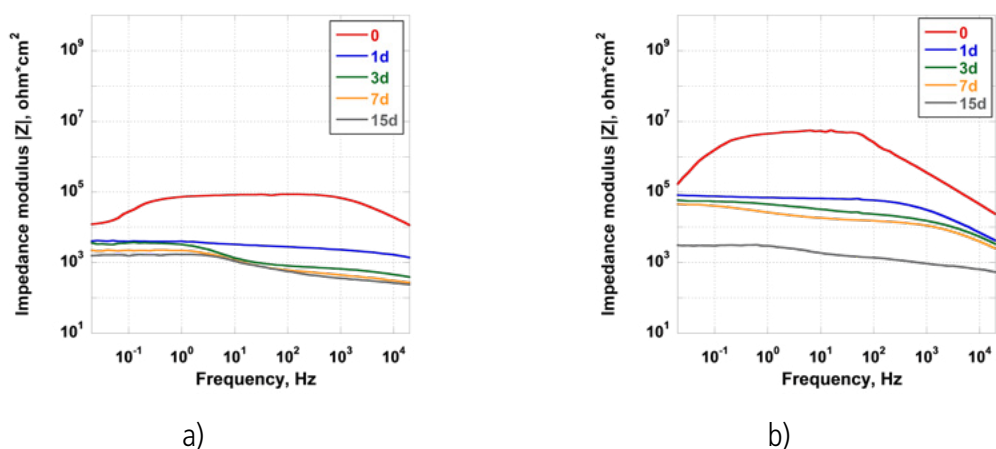 Impedance modulus |Z|, ohm*cm²
10⁹
10⁷
10⁵
10³
10¹
0
1d
3d
7d
15d
10⁻¹ 10⁰ 10¹ 10² 10³ 10⁴
Frequency, Hz
a)
Impedance modulus |Z|, ohm*cm²
10⁹
10⁷
10⁵
10³
10¹
0
1d
3d
7d
15d
10⁻¹ 10⁰ 10¹ 10² 10³ 10⁴
Frequency, Hz
b)